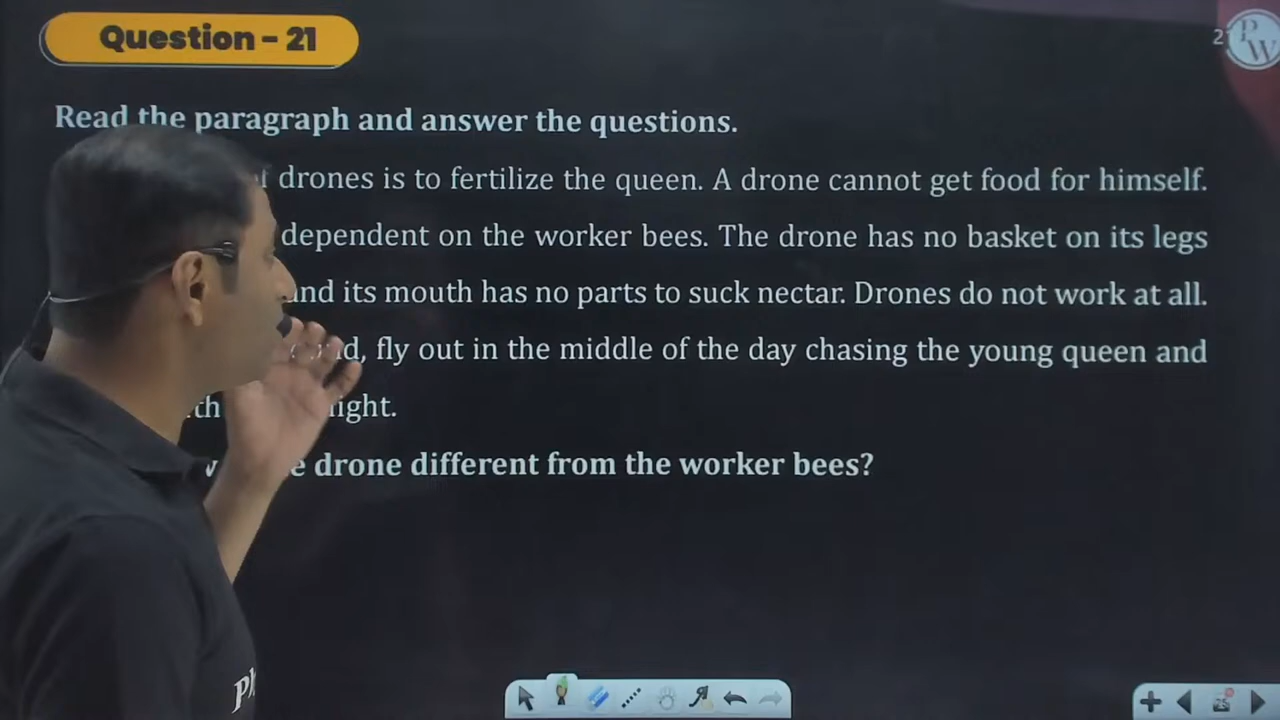 Question - 21
2
PW
Read the paragraph and answer the questions.
drones is to fertilize the queen. A drone cannot get food for himself.
dependent on the worker bees. The drone has no basket on its legs
and its mouth has no parts to suck nectar. Drones do not work at all.
fly out in the middle of the day chasing the young queen and
drone different from the worker bees?